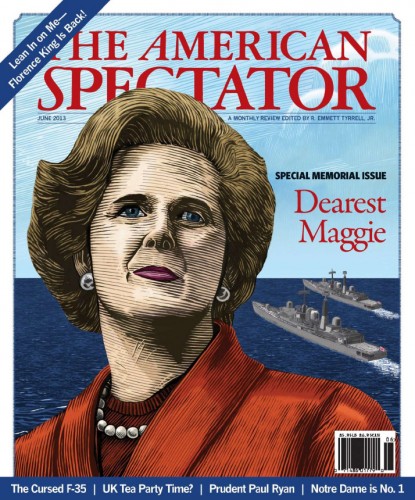 Lean In on Me—
Florence King Is Back!
THE AMERICAN
SPECTATOR
JUNE 2013
A MONTHLY REVIEW EDITED BY R. EMMETT TYRRELL, JR.
SPECIAL MEMORIAL ISSUE
Dearest
Maggie
06
The Cursed F-35 | UK Tea Party Time? | Prudent Paul Ryan | Notre Dame is No. 1